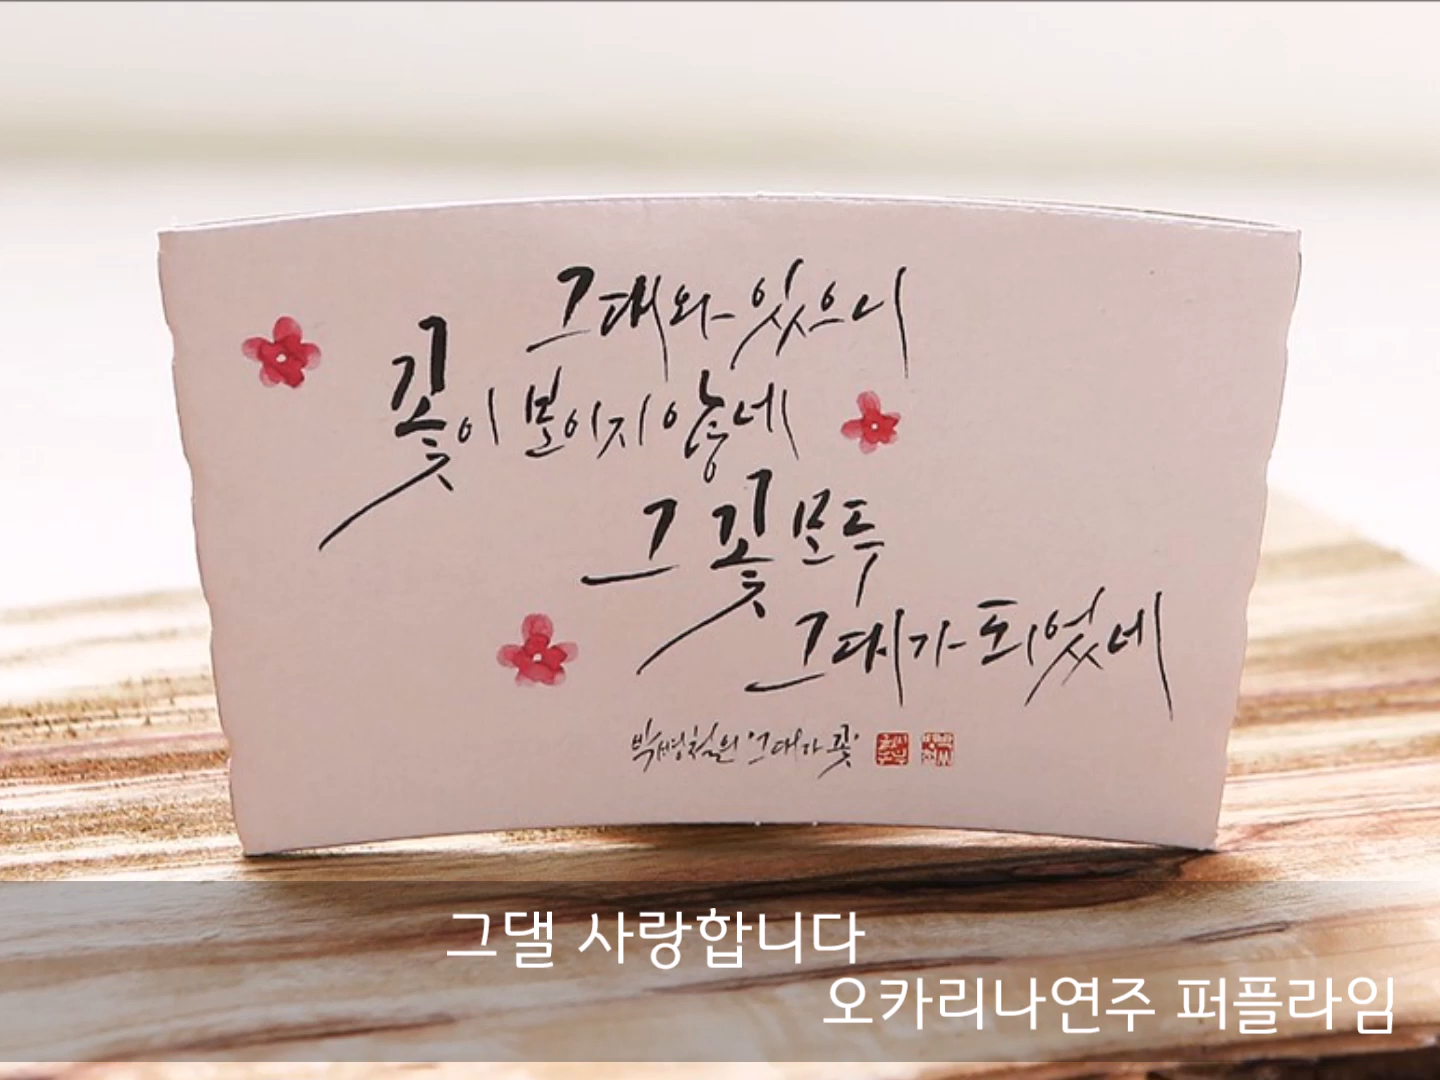 그대와 있으니
꽃이 보이지 않네
그 꽃 모두
그대가 되었네
박병철의 '그대가 꽃'
그댈 사랑합니다
오카리나연주 퍼플라임